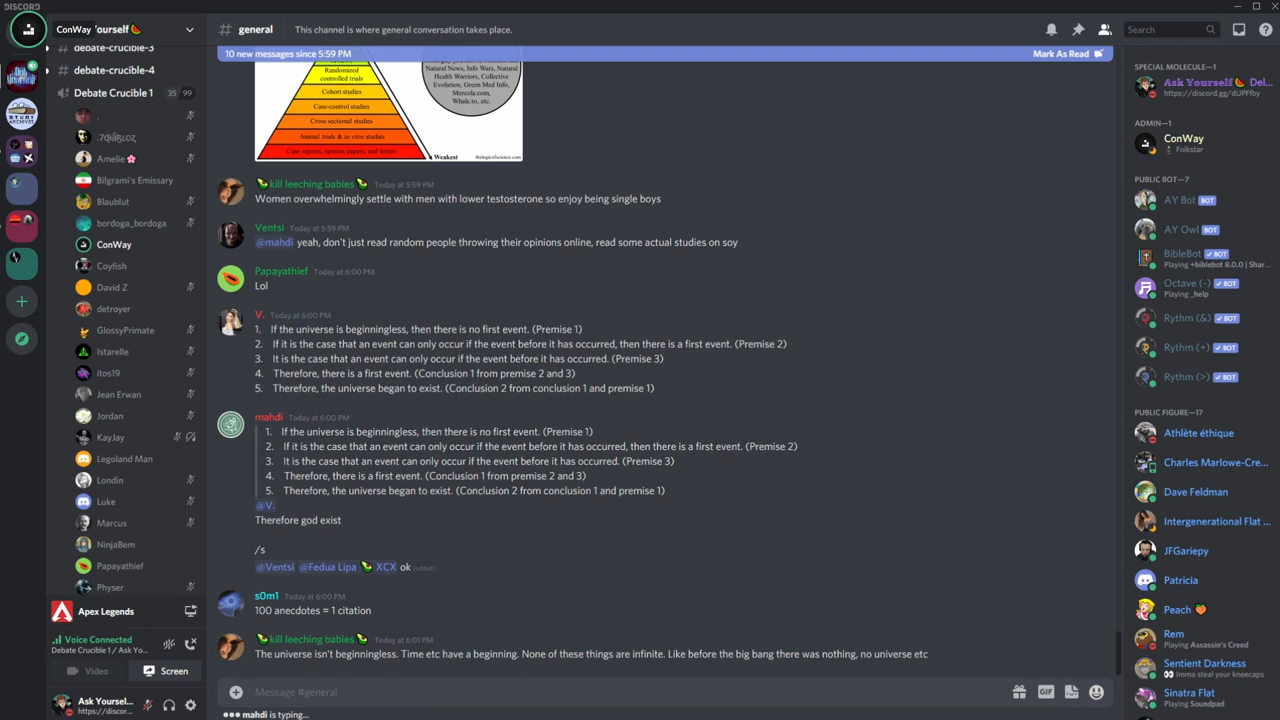 DISCORD
ConWay
Yourself🍉
debate-crucible-3
debate-crucible-4
Debate Crucible 1
35 99
.
Amelie🌸
Bilgrami's Emissary
Blaublut
bordoga_bordoga
ConWay
Coyfish
David Z
detroyer
GlossyPrimate
Istarelle
itos19
Jean Erwan
Jordan
KayJay
Legoland Man
Londin
Luke
Marcus
NinjaBem
Papayathief
Physer
Apex Legends
Voice Connected
Debate Crucible 1 / Ask Yo...
Video
Screen
Ask Yoursel...
https://discor...
# general
This channel is where general conversation takes place.
Search
10 new messages since 5:59 PM
Mark As Read
Randomized
controlled trials
Cohort studies
Case-control studies
Cross sectional studies
Animal trials & in vitro studies
Case reports, opinion papers, and letters
Weakest
thelogicofscience.com
Natural News, Info Wars, Natural
Health Warriors, Collective
Evolution, Green Med Info,
Mercola.com,
Whale.to, etc.
🥑kill leeching babies🥑 Today at 5:59 PM
Women overwhelmingly settle with men with lower testosterone so enjoy being single boys
Ventsi Today at 5:59 PM
@mahdi yeah, don't just read random people throwing their opinions online, read some actual studies on soy
Papayathief Today at 6:00 PM
Lol
V. Today at 6:00 PM
1. If the universe is beginningless, then there is no first event. (Premise 1)
2. If it is the case that an event can only occur if the event before it has occurred, then there is a first event. (Premise 2)
3. It is the case that an event can only occur if the event before it has occurred. (Premise 3)
4. Therefore, there is a first event. (Conclusion 1 from premise 2 and 3)
5. Therefore, the universe began to exist. (Conclusion 2 from conclusion 1 and premise 1)
mahdi Today at 6:00 PM
1. If the universe is beginningless, then there is no first event. (Premise 1)
2. If it is the case that an event can only occur if the event before it has occurred, then there is a first event. (Premise 2)
3. It is the case that an event can only occur if the event before it has occurred. (Premise 3)
4. Therefore, there is a first event. (Conclusion 1 from premise 2 and 3)
5. Therefore, the universe began to exist. (Conclusion 2 from conclusion 1 and premise 1)
@V.
Therefore god exist
/s
@Ventsi @Fedua Lipa 🥑 XCX ok (edited)
s0m1 Today at 6:00 PM
100 anecdotes = 1 citation
🥑kill leeching babies🥑 Today at 6:01 PM
The universe isn't beginningless. Time etc have a beginning. None of these things are infinite. Like before the big bang there was nothing, no universe etc
Message #general
GIF
mahdi is typing...
SPECIAL MOLECULE—1
Ask Yourself🍉 Del...
https://discord.gg/dUPFfby
ADMIN—1
ConWay
Folkstar
PUBLIC BOT—7
AY Bot BOT
AY Owl BOT
BibleBot BOT
Playing +biblebot 8.0.0 | Shar...
Octave (-) BOT
Playing _help
Rythm (&) BOT
Rythm (+) BOT
Rythm (>) BOT
PUBLIC FIGURE—17
Athlète éthique
Charles Marlowe-Cre...
Dave Feldman
Intergenerational Flat ...
JFGariepy
Patricia
Peach 🍑
Rem
Playing Assassin's Creed
Sentient Darkness
👀 Imma steal your kneecaps
Sinatra Flat
Playing Soundpad